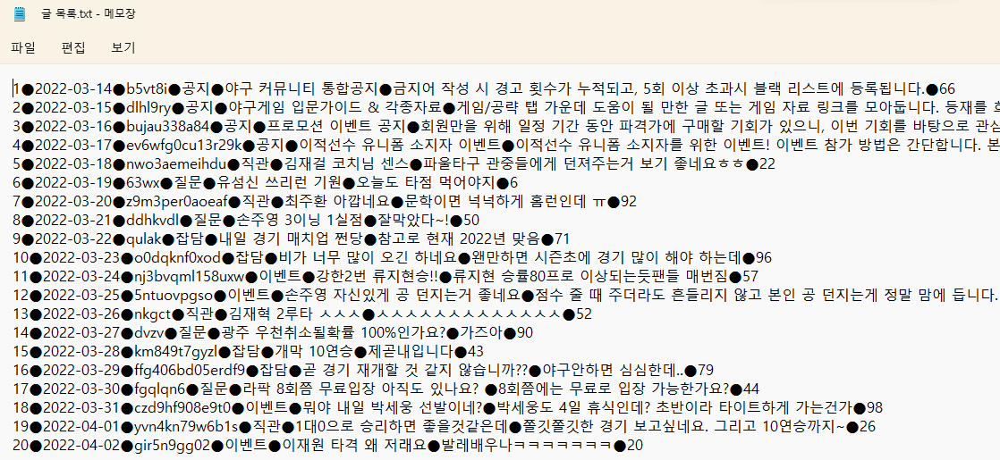 글 목록.txt - 메모장
파일 편집 보기
1●2022-03-14●b5vt8i●공지●야구 커뮤니티 통합공지●금지어 작성 시 경고 횟수가 누적되고, 5회 이상 초과시 블랙 리스트에 등록됩니다.●66
2●2022-03-15●dlhl9ry●공지●야구게임 입문가이드 & 각종자료●게임/공략 탭 가운데 도움이 될 만한 글 또는 게임 자료 링크를 모아둡니다. 등재를 희
3●2022-03-16●bujau338a84●공지●프로모션 이벤트 공지●회원만을 위해 일정 기간 동안 파격가에 구매할 기회가 있으니, 이번 기회를 바탕으로 관심
4●2022-03-17●ev6wfg0cu13r29k●공지●이적선수 유니폼 소지자 이벤트●이적선수 유니폼 소지자를 위한 이벤트! 이벤트 참가 방법은 간단합니다. 본
5●2022-03-18●nwo3aemeihdu●직관●김재걸 코치님 센스●파울타구 관중들에게 던져주는거 보기 좋네요ㅎㅎ●22
6●2022-03-19●63wx●질문●유섬신 쓰리런 기원●오늘도 타점 먹어야지●6
7●2022-03-20●z9m3per0aoeaf●직관●최주환 아깝네요●문학이면 넉넉하게 홈런인데 ㅠ●92
8●2022-03-21●ddhkvdl●질문●손주영 3이닝 1실점●잘막았다~!●50
9●2022-03-22●qulak●잡담●내일 경기 매치업 쩐당●참고로 현재 2022년 맞음●71
10●2022-03-23●o0dqknf0xod●잡담●비가 너무 많이 오긴 하네요●왠만하면 시즌초에 경기 많이 해야 하는데●96
11●2022-03-24●nj3bvqml158uxw●이벤트●강한2번 류지현승!!●류지현 승률80프로 이상되는듯팬들 매번짐●57
12●2022-03-25●5ntuovpgso●이벤트●손주영 자신있게 공 던지는거 좋네요●점수 줄 때 주더라도 흔들리지 않고 본인 공 던지는게 정말 맘에 듭니다.
13●2022-03-26●nkgct●직관●김재혁 2루타 ㅅㅅㅅ●ㅅㅅㅅㅅㅅㅅㅅㅅㅅㅅㅅㅅㅅ●52
14●2022-03-27●dvzv●질문●광주 우천취소될확률 100%인가요?●가즈아●90
15●2022-03-28●km849t7gyzl●잡담●개막 10연승●제곧내입니다●43
16●2022-03-29●ffg406bd05erdf9●잡담●곧 경기 재개할 것 같지 않습니까??●야구안하면 심심한데..●79
17●2022-03-30●fgqlqn6●질문●라팍 8회쯤 무료입장 아직도 있나요? ●8회쯤에는 무료로 입장 가능한가요?●44
18●2022-03-31●czd9hf908e9t0●이벤트●뭐야 내일 박세웅 선발이네?●박세웅도 4일 휴식인데? 초반이라 타이트하게 가는건가●98
19●2022-04-01●yvn4kn79w6b1s●직관●1대0으로 승리하면 좋을것같은데●쫄깃쫄깃한 경기 보고싶네요. 그리고 10연승까지~●26
20●2022-04-02●gir5n9gg02●이벤트●이재원 타격 왜 저래요●발레배우나ㅋㅋㅋㅋㅋㅋㅋ●20